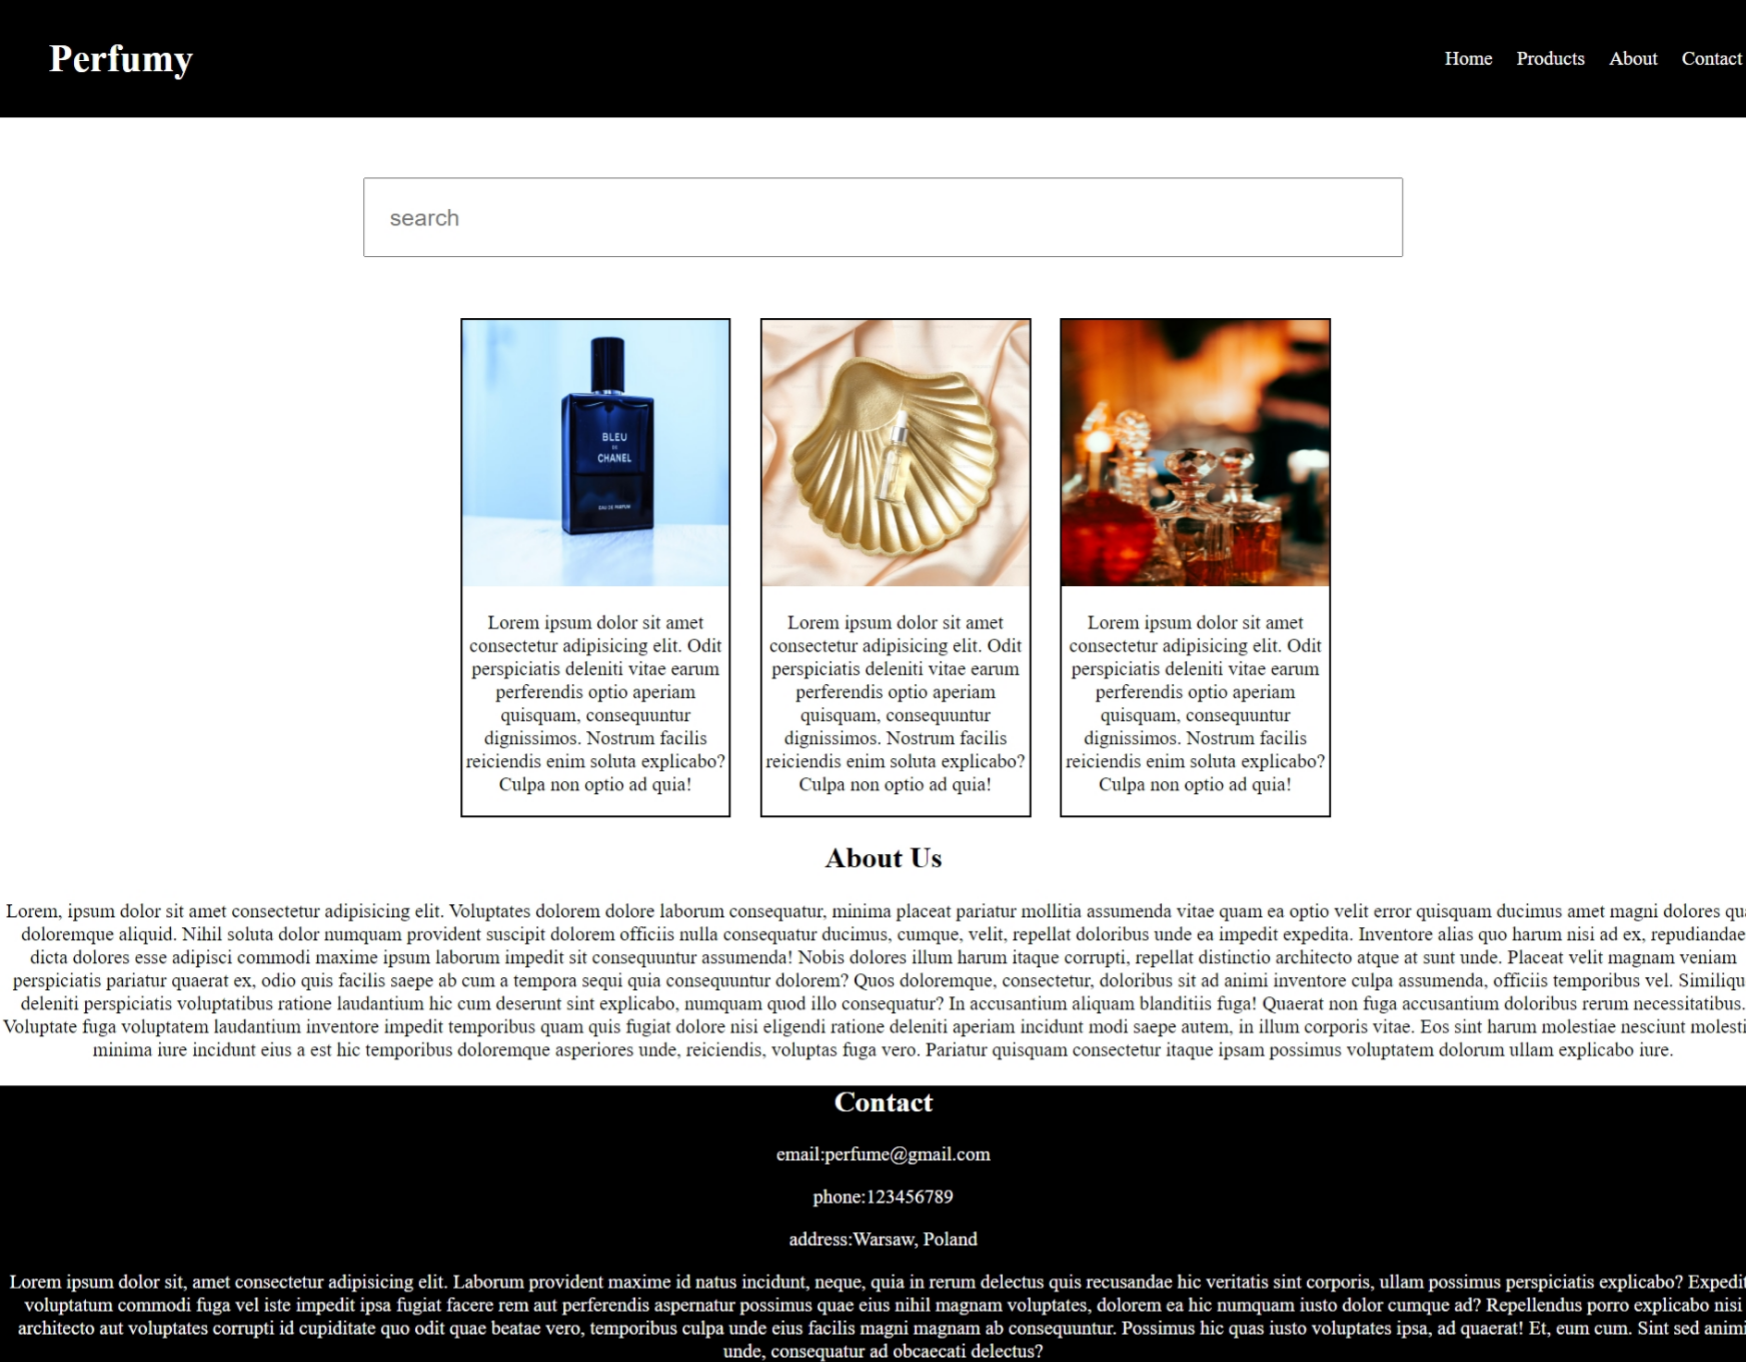 Perfumy
Home Products About Contact
search
BLEU
DE
CHANEL
EAU DE PARFUM
Lorem ipsum dolor sit amet
consectetur adipisicing elit. Odit
perspiciatis deleniti vitae earum
perferendis optio aperiam
quisquam, consequuntur
dignissimos. Nostrum facilis
reiciendis enim soluta explicabo?
Culpa non optio ad quia!
Lorem ipsum dolor sit amet
consectetur adipisicing elit. Odit
perspiciatis deleniti vitae earum
perferendis optio aperiam
quisquam, consequuntur
dignissimos. Nostrum facilis
reiciendis enim soluta explicabo?
Culpa non optio ad quia!
Lorem ipsum dolor sit amet
consectetur adipisicing elit. Odit
perspiciatis deleniti vitae earum
perferendis optio aperiam
quisquam, consequuntur
dignissimos. Nostrum facilis
reiciendis enim soluta explicabo?
Culpa non optio ad quia!
About Us
Lorem, ipsum dolor sit amet consectetur adipisicing elit. Voluptates dolorem dolore laborum consequatur, minima placeat pariatur mollitia assumenda vitae quam ea optio velit error quisquam ducimus amet magni dolores qu
doloremque aliquid. Nihil soluta dolor numquam provident suscipit dolorem officiis nulla consequatur ducimus, cumque, velit, repellat doloribus unde ea impedit expedita. Inventore alias quo harum nisi ad ex, repudiandae
dicta dolores esse adipisci commodi maxime ipsum laborum impedit sit consequuntur assumenda! Nobis dolores illum harum itaque corrupti, repellat distinctio architecto atque at sunt unde. Placeat velit magnam veniam
perspiciatis pariatur quaerat ex, odio quis facilis saepe ab cum a tempora sequi quia consequuntur dolorem? Quos doloremque, consectetur, doloribus sit ad animi inventore culpa assumenda, officiis temporibus vel. Similiqu
deleniti perspiciatis voluptatibus ratione laudantium hic cum deserunt sint explicabo, numquam quod illo consequatur? In accusantium aliquam blanditiis fuga! Quaerat non fuga accusantium doloribus rerum necessitatibus.
Voluptate fuga voluptatem laudantium inventore impedit temporibus quam quis fugiat dolore nisi eligendi ratione deleniti aperiam incidunt modi saepe autem, in illum corporis vitae. Eos sint harum molestiae nesciunt molesti
minima iure incidunt eius a est hic temporibus doloremque asperiores unde, reiciendis, voluptas fuga vero. Pariatur quisquam consectetur itaque ipsam possimus voluptatem dolorum ullam explicabo iure.
Contact
email:perfume@gmail.com
phone:123456789
address:Warsaw, Poland
Lorem ipsum dolor sit, amet consectetur adipisicing elit. Laborum provident maxime id natus incidunt, neque, quia in rerum delectus quis recusandae hic veritatis sint corporis, ullam possimus perspiciatis explicabo? Expedit
voluptatum commodi fuga vel iste impedit ipsa fugiat facere rem aut perferendis aspernatur possimus quae eius nihil magnam voluptates, dolorem ea hic numquam iusto dolor cumque ad? Repellendus porro explicabo nisi
architecto aut voluptates corrupti id cupiditate quo odit quae beatae vero, temporibus culpa unde eius facilis magni magnam ab consequuntur. Possimus hic quas iusto voluptates ipsa, ad quaerat! Et, eum cum. Sint sed animi
unde, consequatur ad obcaecati delectus?